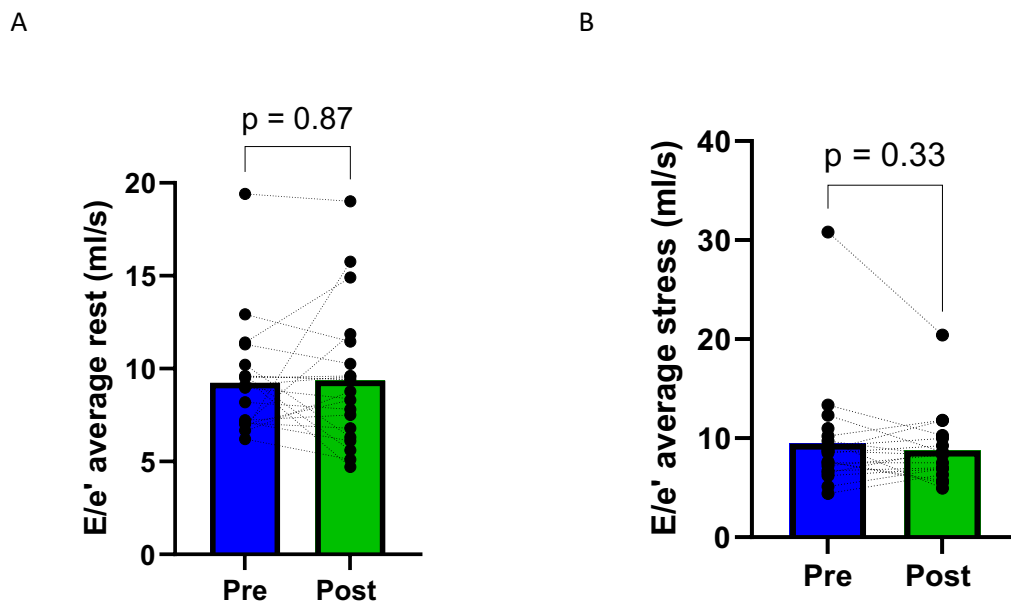 A
B
p = 0.87
E/e' average rest (ml/s)
20
15
10
5
0
Pre
Post
p = 0.33
E/e' average stress (ml/s)
40
30
20
10
0
Pre
Post